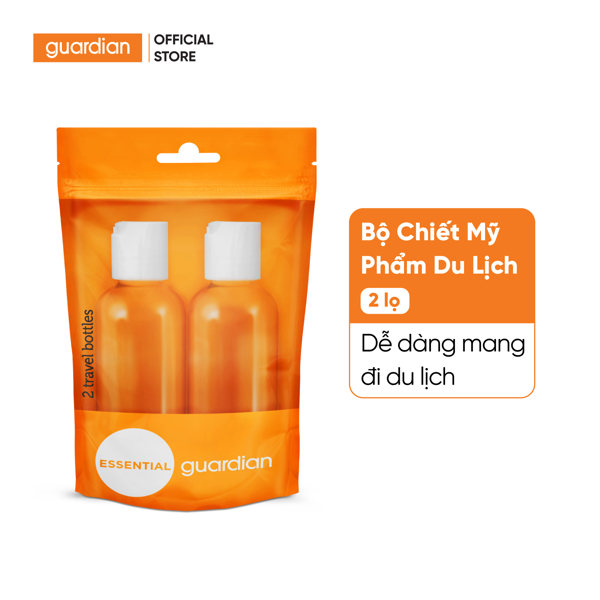 guardian
OFFICIAL
STORE
Bộ Chiết Mỹ
Phẩm Du Lịch
2 lọ
Dễ dàng mang
đi du lịch
2 travel bottles
ESSENTIAL
guardian